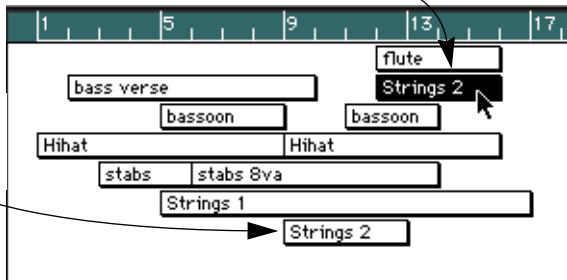 1 5 9 13 17
flute
bass verse Strings 2
bassoon bassoon
Hihat Hihat
stabs stabs 8va
Strings 1
Strings 2